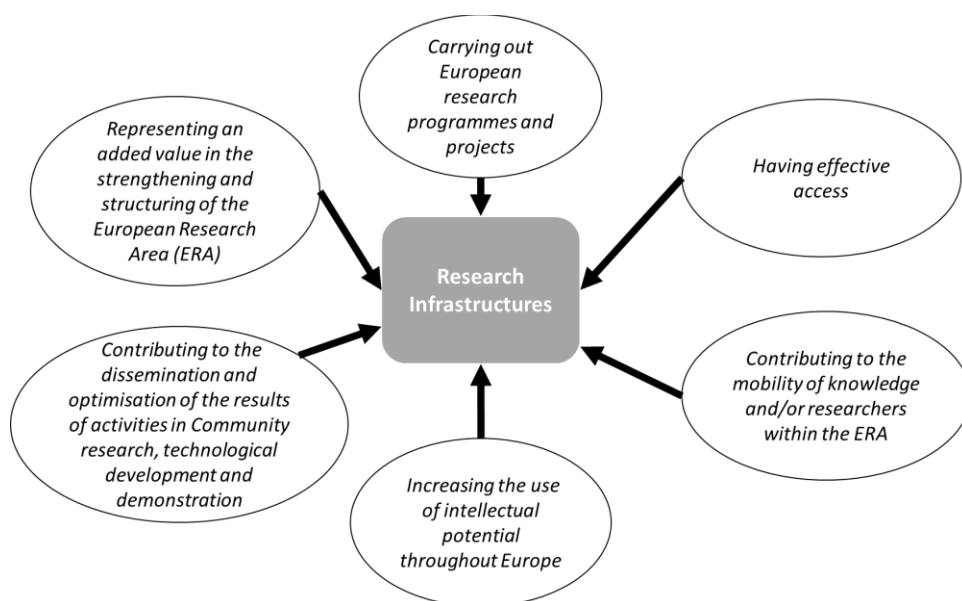 Carrying out
European
research
programmes and
projects
Representing an
added value in the
strengthening and
structuring of the
European Research
Area (ERA)
Having effective
access
Research
Infrastructures
Contributing to the
dissemination and
optimisation of the results
of activities in Community
research, technological
development and
demonstration
Contributing to the
mobility of knowledge
and/or researchers
within the ERA
Increasing the use
of intellectual
potential
throughout Europe